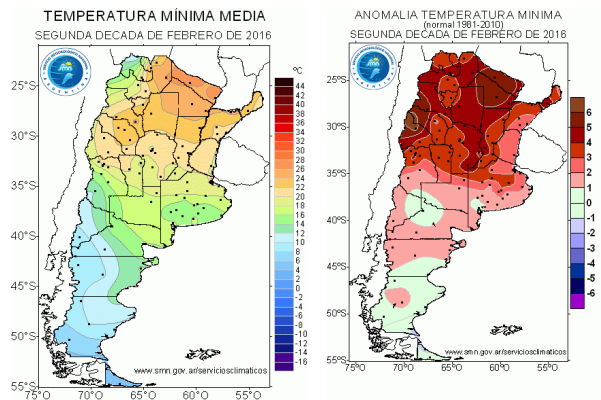 TEMPERATURA MÍNIMA MEDIA
SEGUNDA DECADA DE FEBRERO DE 2016
25°S
30°S
35°S
40°S
45°S
50°S
55°S
75°O
70°O
65°O
60°O
55°O
°C
44
42
40
38
36
34
32
30
28
26
24
22
20
18
16
14
12
10
8
6
4
2
0
-2
-4
-6
-8
-10
-12
-14
-16
www.smn.gov.ar/serviciosclimaticos
ANOMALIA TEMPERATURA MINIMA
(normal 1981-2010)
SEGUNDA DECADA DE FEBRERO DE 2016
25°S
30°S
35°S
40°S
45°S
50°S
55°S
75°O
70°O
65°O
60°O
55°O
6
5
4
3
2
1
0
-1
-2
-3
-4
-5
-6
www.smn.gov.ar/serviciosclimaticos